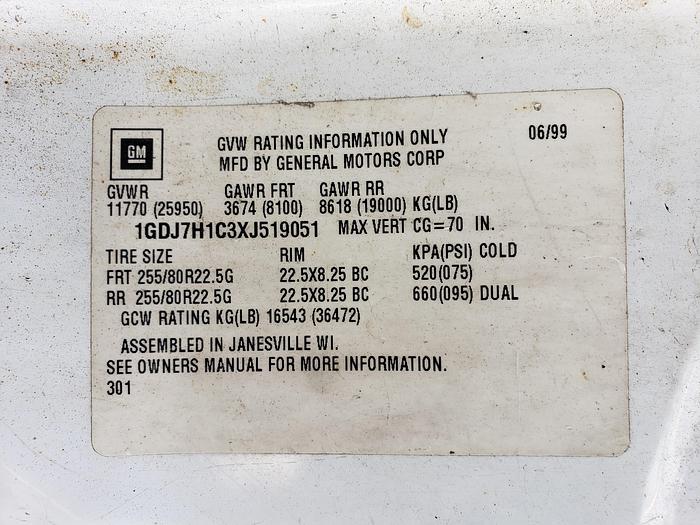 GM
GVW RATING INFORMATION ONLY 06/99
MFD BY GENERAL MOTORS CORP
GVWR GAWR FRT GAWR RR
11770 (25950) 3674 (8100) 8618 (19000) KG(LB)
1GDJ7H1C3XJ519051 MAX VERT CG=70 IN.
TIRE SIZE RIM KPA(PSI) COLD
FRT 255/80R22.5G 22.5X8.25 BC 520(075)
RR 255/80R22.5G 22.5X8.25 BC 660(095) DUAL
GCW RATING KG(LB) 16543 (36472)
ASSEMBLED IN JANESVILLE WI.
SEE OWNERS MANUAL FOR MORE INFORMATION.
301